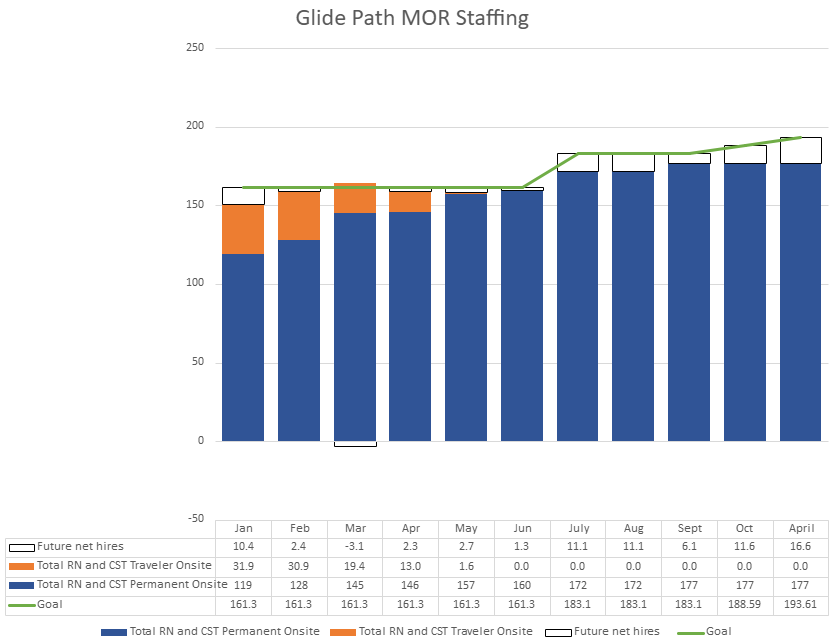 Glide Path MOR Staffing
250
200
150
100
50
0
-50
Jan Feb Mar Apr May Jun July Aug Sept Oct April
Future net hires 10.4 2.4 -3.1 2.3 2.7 1.3 11.1 11.1 6.1 11.6 16.6
Total RN and CST Traveler Onsite 31.9 30.9 19.4 13.0 1.6 0.0 0.0 0.0 0.0 0.0 0.0
Total RN and CST Permanent Onsite 119 128 145 146 157 160 172 172 177 177 177
Goal 161.3 161.3 161.3 161.3 161.3 161.3 183.1 183.1 183.1 188.59 193.61
Total RN and CST Permanent Onsite Total RN and CST Traveler Onsite Future net hires Goal